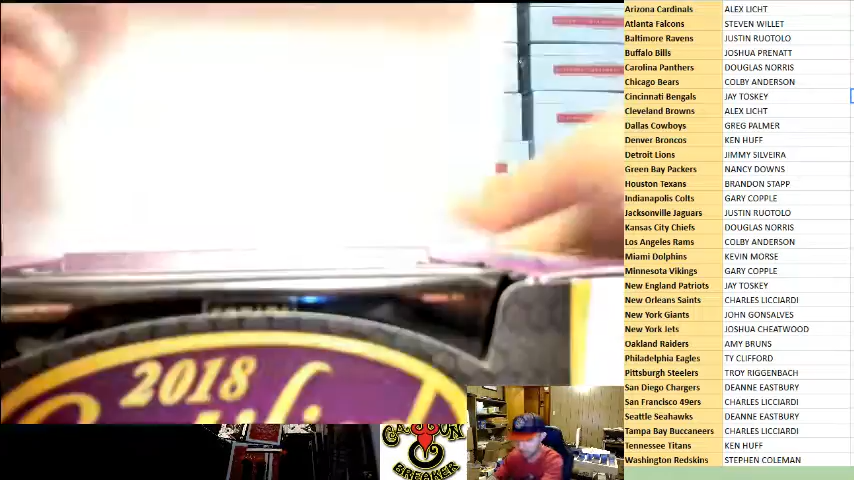 Arizona Cardinals ALEX LICHT
Atlanta Falcons STEVEN WILLET
Baltimore Ravens JUSTIN RUOTOLO
Buffalo Bills JOSHUA PRENATT
Carolina Panthers DOUGLAS NORRIS
Chicago Bears COLBY ANDERSON
Cincinnati Bengals JAY TOSKEY
Cleveland Browns ALEX LICHT
Dallas Cowboys GREG PALMER
Denver Broncos KEN HUFF
Detroit Lions JIMMY SILVEIRA
Green Bay Packers NANCY DOWNS
Houston Texans BRANDON STAPP
Indianapolis Colts GARY COPPLE
Jacksonville Jaguars JUSTIN RUOTOLO
Kansas City Chiefs DOUGLAS NORRIS
Los Angeles Rams COLBY ANDERSON
Miami Dolphins KEVIN MORSE
Minnesota Vikings GARY COPPLE
New England Patriots JAY TOSKEY
New Orleans Saints CHARLES LICCIARDI
New York Giants JOHN GONSALVES
New York Jets JOSHUA CHEATWOOD
Oakland Raiders AMY BRUNS
Philadelphia Eagles TY CLIFFORD
Pittsburgh Steelers TROY RIGGENBACH
San Diego Chargers DEANNE EASTBURY
San Francisco 49ers CHARLES LICCIARDI
Seattle Seahawks DEANNE EASTBURY
Tampa Bay Buccaneers CHARLES LICCIARDI
Tennessee Titans KEN HUFF
Washington Redskins STEPHEN COLEMAN
2018
BREAKER